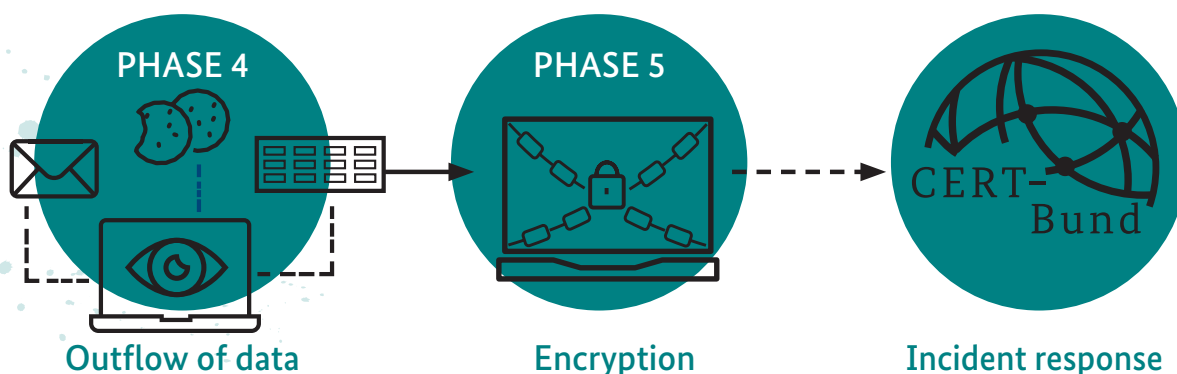 PHASE 4
PHASE 5
CERT-
Bund
Outflow of data
Encryption
Incident response